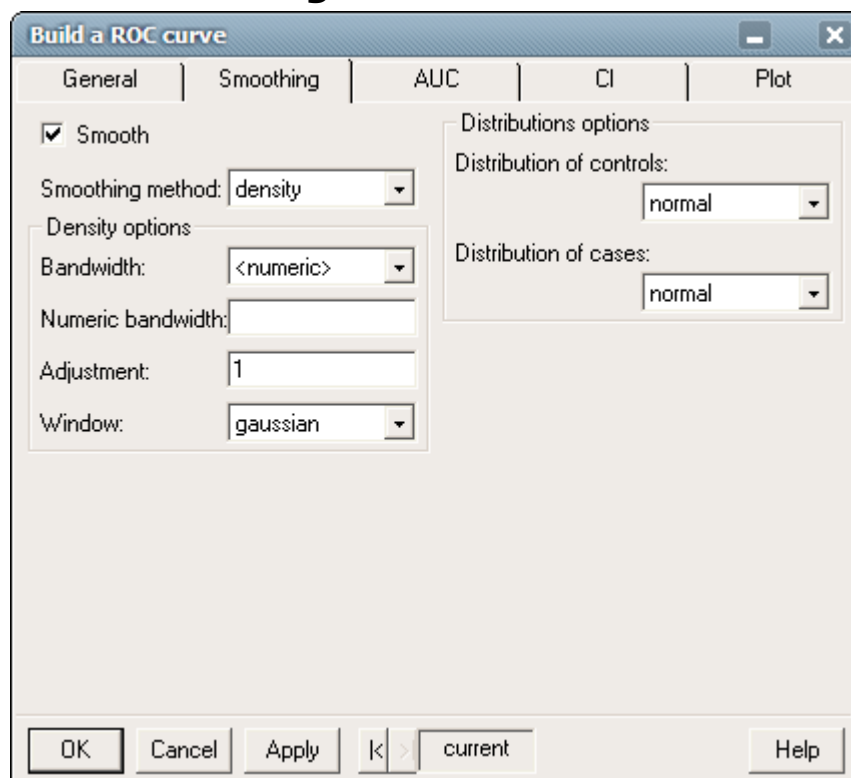 Build a ROC curve
General Smoothing AUC CI Plot
Smooth
Smoothing method: density
Density options
Bandwidth: <numeric>
Numeric bandwidth:
Adjustment: 1
Window: gaussian
Distributions options
Distribution of controls:
normal
Distribution of cases:
normal
OK Cancel Apply |< >| current Help